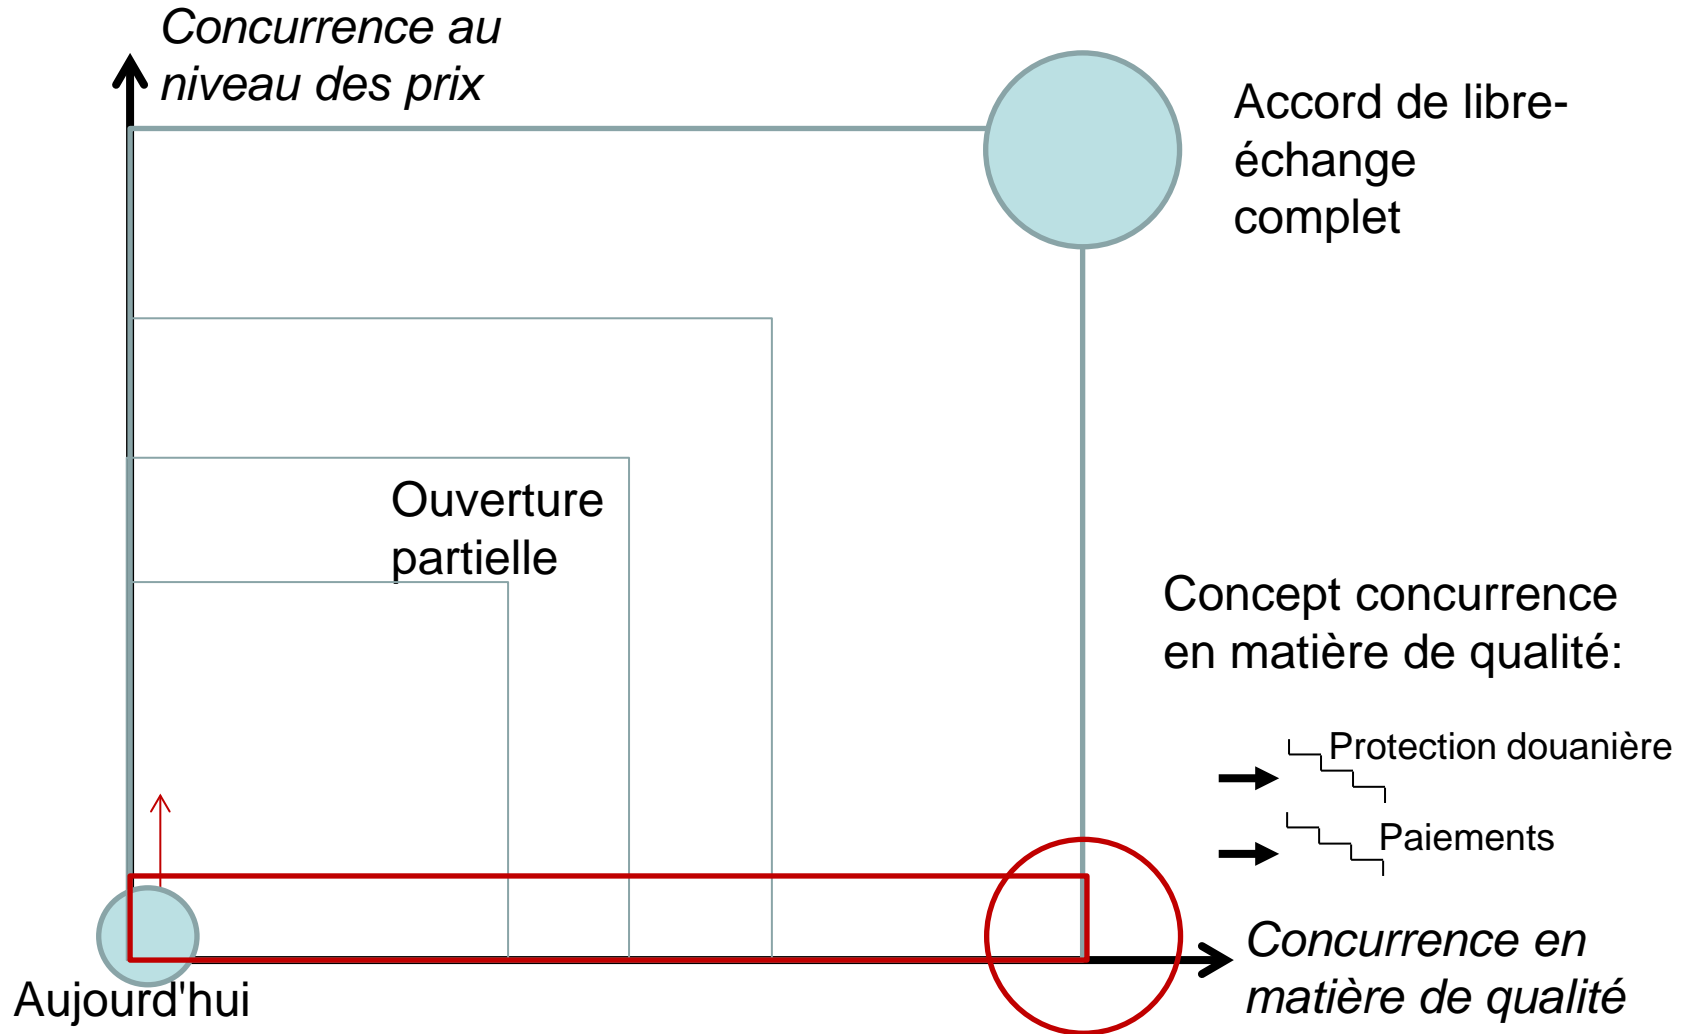 Concurrence au
niveau des prix
Accord de libre-
échange
complet
Ouverture
partielle
Concept concurrence
en matière de qualité:
Protection douanière
Paiements
Concurrence en
matière de qualité
Aujourd'hui